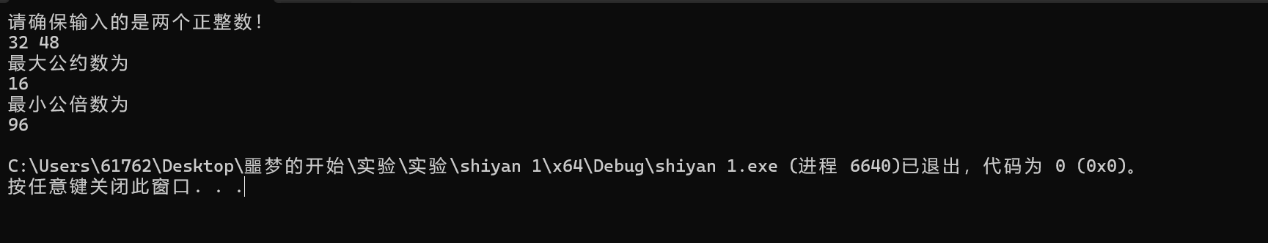 请确保输入的是两个正整数!
32 48
最大公约数为
16
最小公倍数为
96
C:\Users\61762\Desktop\噩梦的开始\实验\实验\shiyan 1\x64\Debug\shiyan 1.exe (进程 6640)已退出，代码为 0 (0x0)。
按任意键关闭此窗口. . .